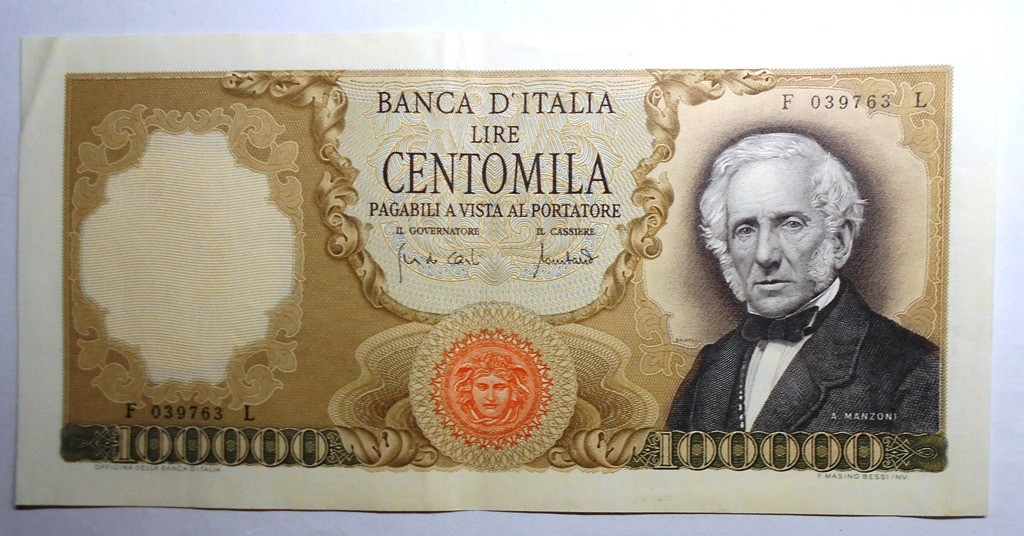 BANCA D'ITALIA
F 039763 L
LIRE
CENTOMILA
PAGABILI A VISTA AL PORTATORE
IL GOVERNATORE IL CASSIERE
F 039763 L
A. MANZONI
100000 100000
OFFICINA DELLA BANCA D'ITALIA
F. MASINO BESSI INV.